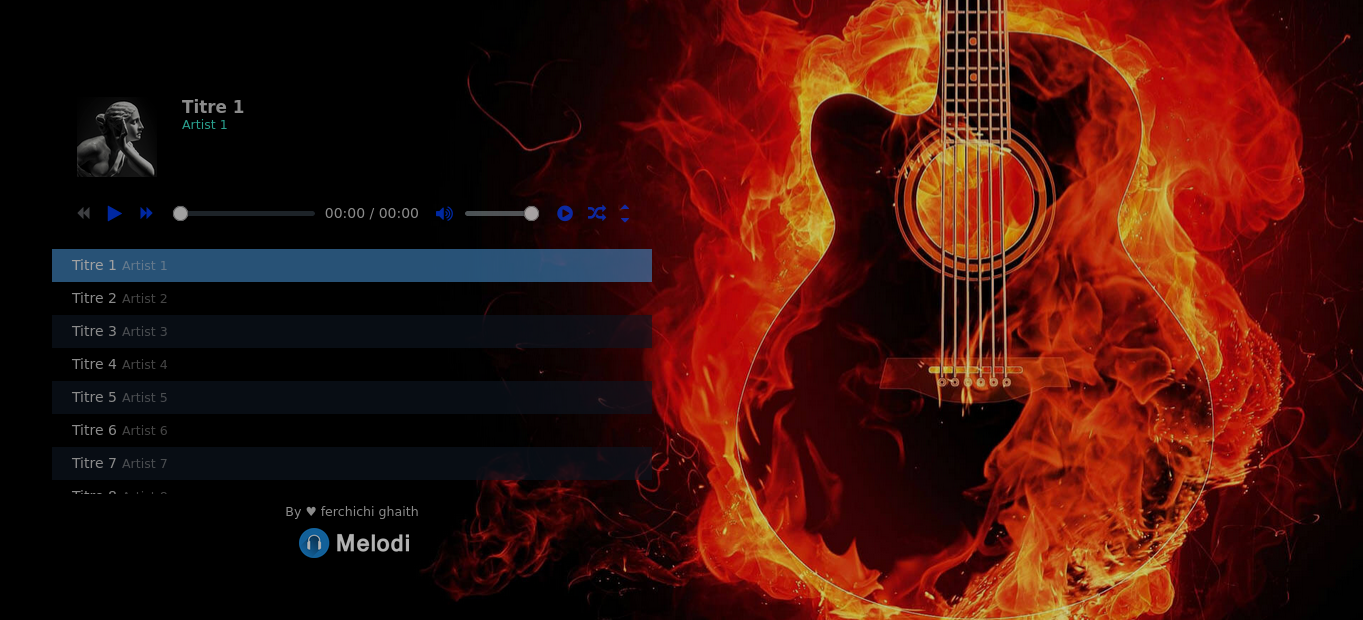 Titre 1
Artist 1
00:00 / 00:00
Titre 1 Artist 1
Titre 2 Artist 2
Titre 3 Artist 3
Titre 4 Artist 4
Titre 5 Artist 5
Titre 6 Artist 6
Titre 7 Artist 7
By ♥ ferchichi ghaith
Melodi